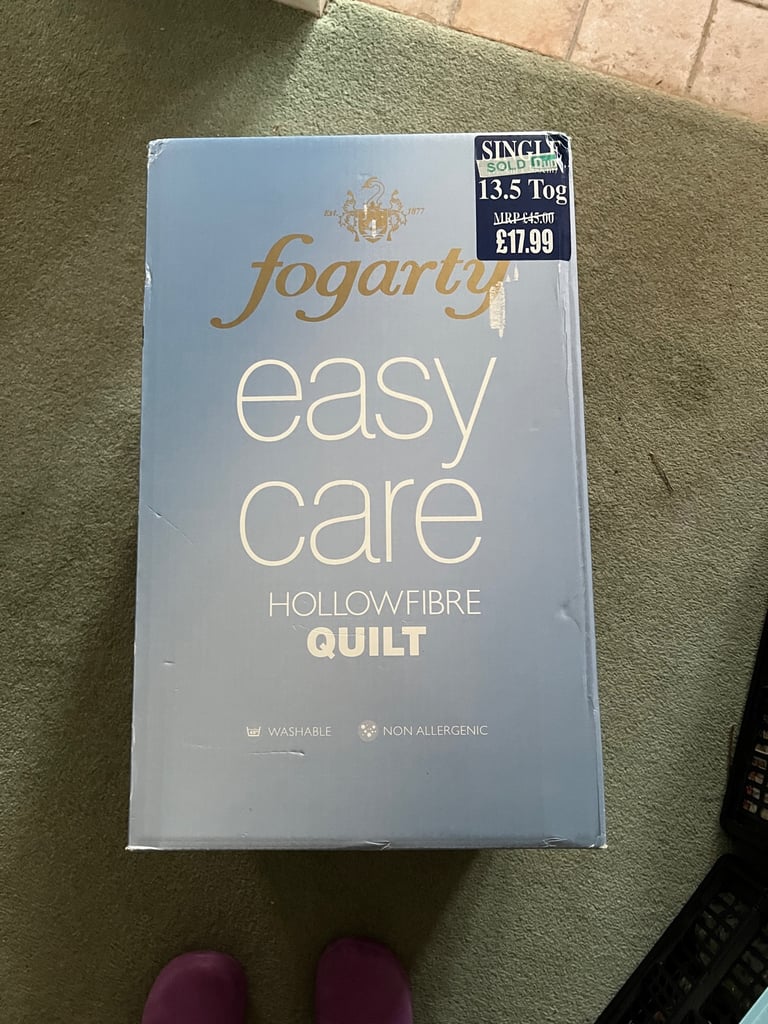 SINGLE
SOLD
13.5 Tog
MRP £45.00
£17.99
Est. 1877
fogarty
easy
care
HOLLOWFIBRE
QUILT
WASHABLE NON ALLERGENIC